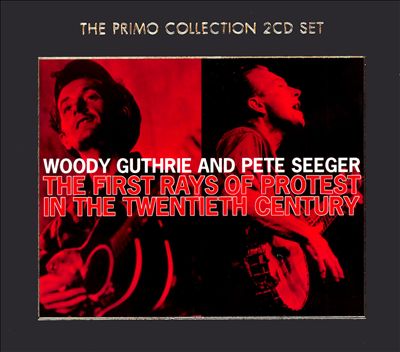 THE PRIMO COLLECTION 2CD SET
WOODY GUTHRIE AND PETE SEEGER
THE FIRST RAYS OF PROTEST
IN THE TWENTIETH CENTURY